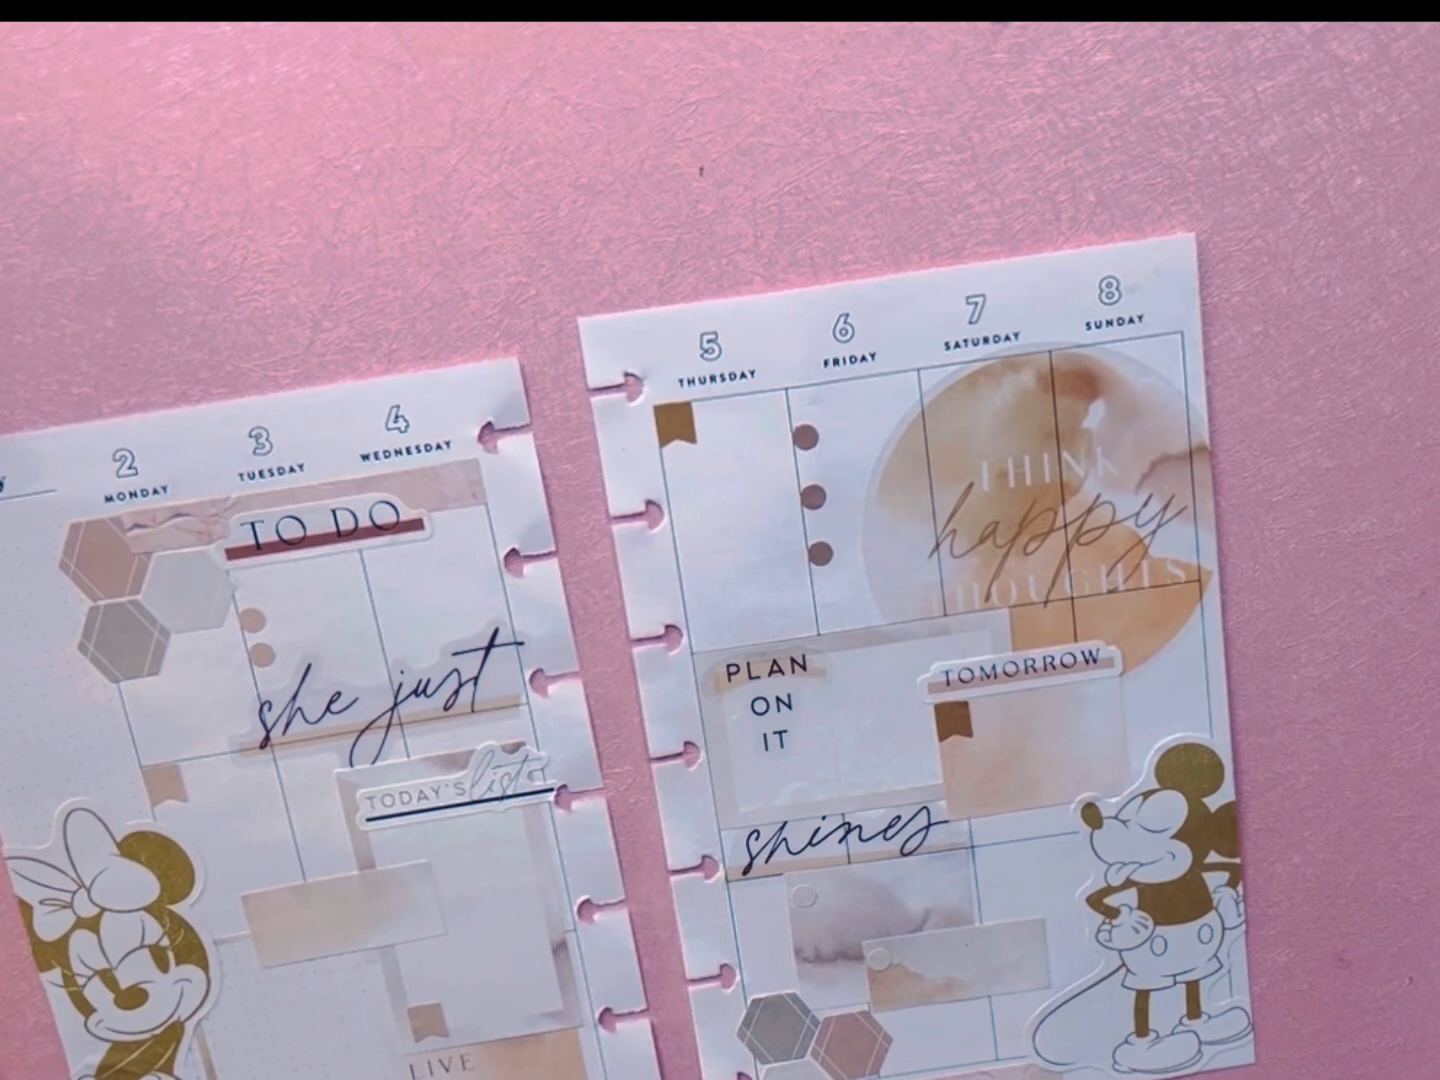 2
MONDAY
3
TUESDAY
4
WEDNESDAY
TO DO
she just
TODAY'S list
LIVE
5
THURSDAY
6
FRIDAY
7
SATURDAY
8
SUNDAY
THINK
happy
THOUGHTS
PLAN
ON
IT
TOMORROW
shines